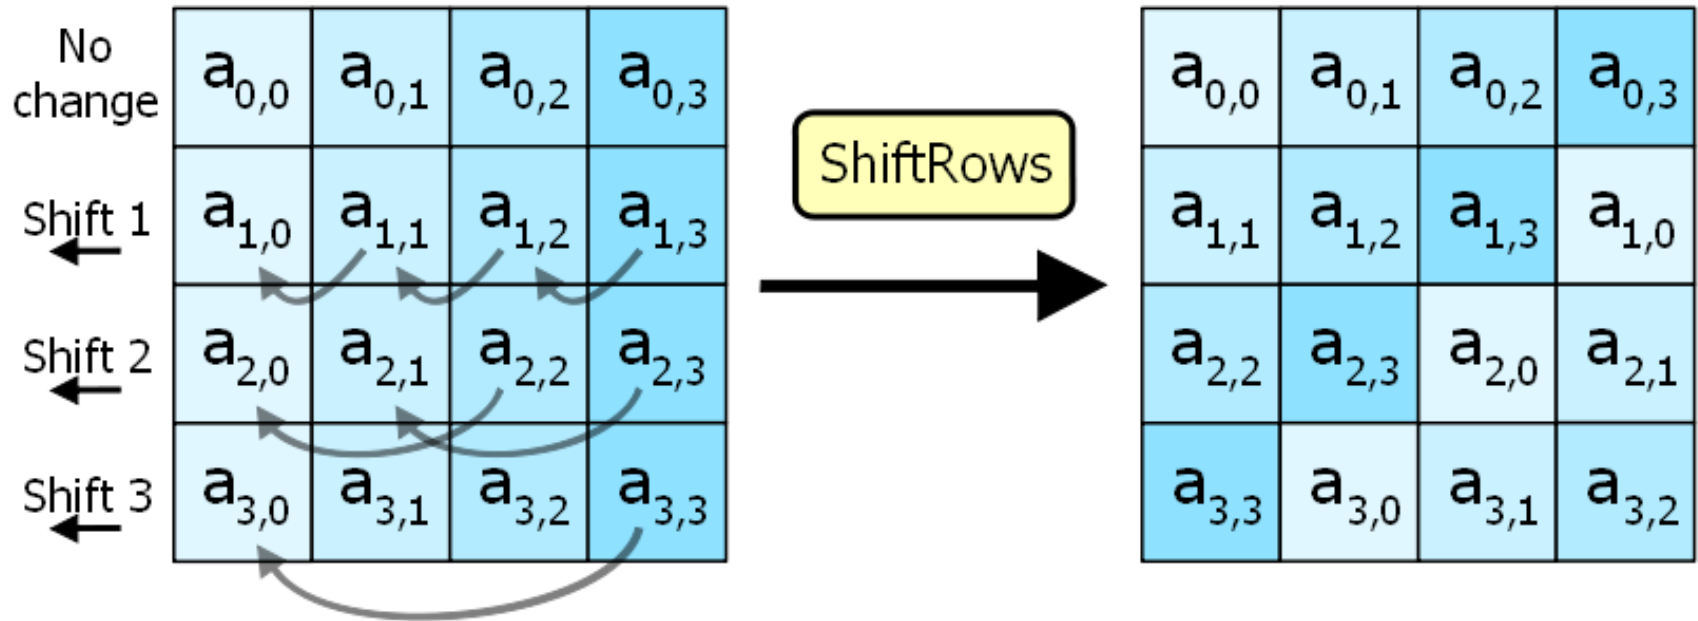 No
change
a0,0 a0,1 a0,2 a0,3
a0,0 a0,1 a0,2 a0,3
ShiftRows
Shift 1
a1,0 a1,1 a1,2 a1,3
a1,1 a1,2 a1,3 a1,0
Shift 2
a2,0 a2,1 a2,2 a2,3
a2,2 a2,3 a2,0 a2,1
Shift 3
a3,0 a3,1 a3,2 a3,3
a3,3 a3,0 a3,1 a3,2